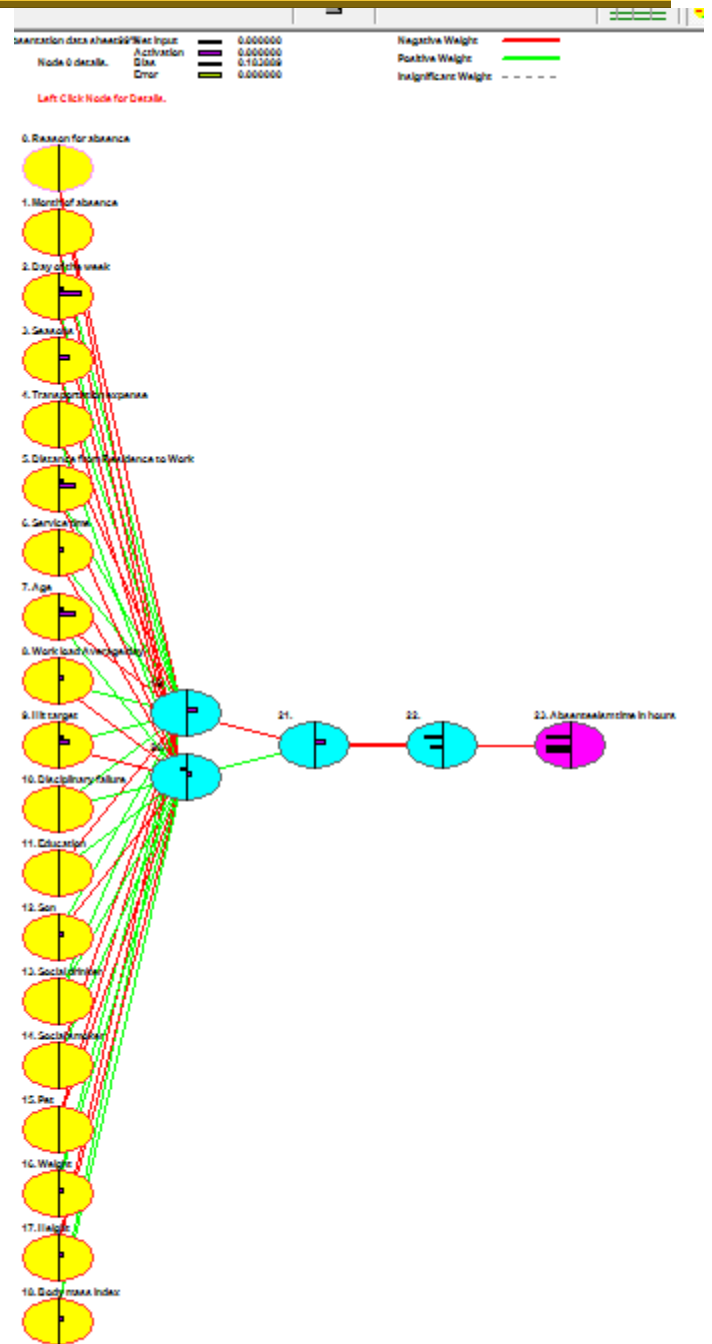 Net Input 0.000000 Negative Weight
Activation 0.000000 Positive Weight
Node 0 details. Bias
Error 0.000000 Insignificant Weight
Left Click Node for Details.
0. Reason for absence
1. Month of absence
2. Day of the week
3. Seasons
4. Transportation expense
5. Distance from Residence to Work
6. Service time
7. Age
8. Work load Average/day
9. Hit target
21.
22.
23. Absenteeism time in hours
10. Disciplinary failure
11. Education
12. Son
13. Social drinker
14. Social smoker
15. Pet
16. Weight
17. Height
18. Body mass index